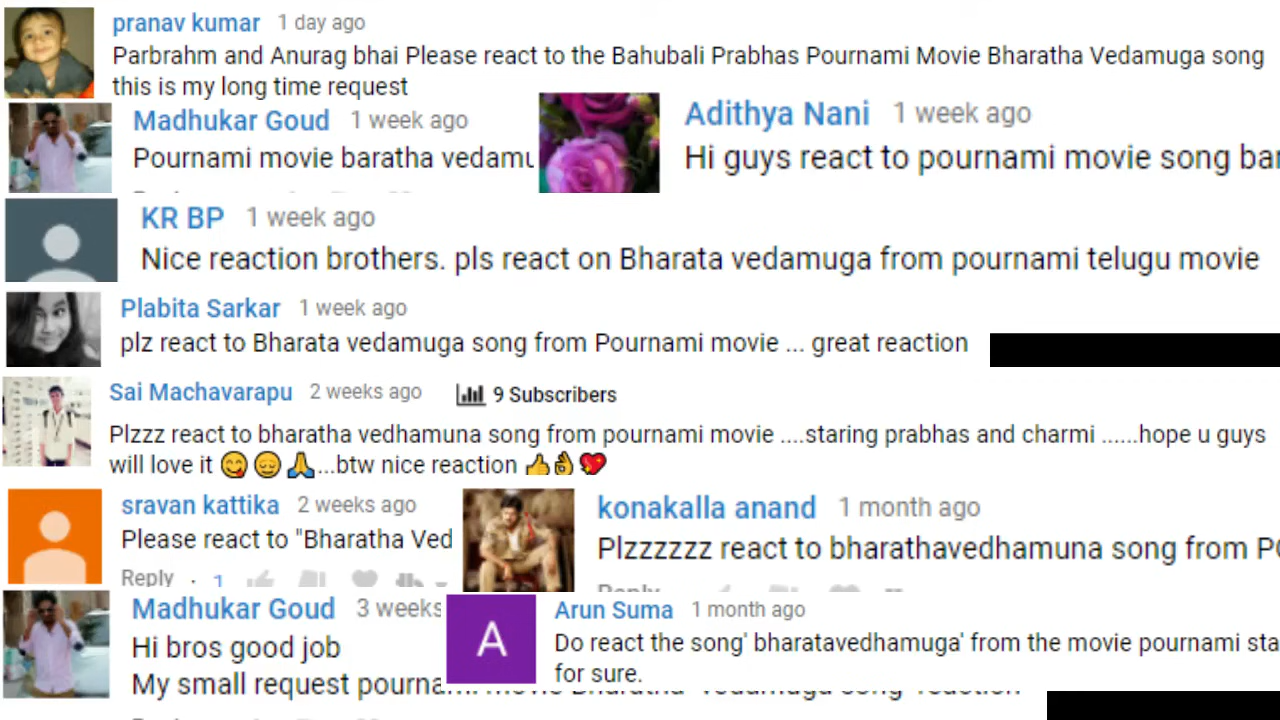 pranav kumar 1 day ago
Parbrahm and Anurag bhai Please react to the Bahubali Prabhas Pournami Movie Bharatha Vedamuga song
this is my long time request
Madhukar Goud 1 week ago
Pournami movie baratha vedamu
Adithya Nani 1 week ago
Hi guys react to pournami movie song bar
KR BP 1 week ago
Nice reaction brothers. pls react on Bharata vedamuga from pournami telugu movie
Plabita Sarkar 1 week ago
plz react to Bharata vedamuga song from Pournami movie ... great reaction
Sai Machavarapu 2 weeks ago 9 Subscribers
Plzzz react to bharatha vedhamuna song from pournami movie ....staring prabhas and charmi ......hope u guys
will love it 😋 😔 🙏...btw nice reaction 👍👌💖
sravan kattika 2 weeks ago
Please react to "Bharatha Ved
Reply · 1
konakalla anand 1 month ago
Plzzzzzz react to bharathavedhamuna song from PO
Reply
Madhukar Goud 3 weeks
Hi bros good job
My small request pournami movie Bharatha vedamuga song reaction
A
Arun Suma 1 month ago
Do react the song' bharatavedhamuga' from the movie pournami sta
for sure.